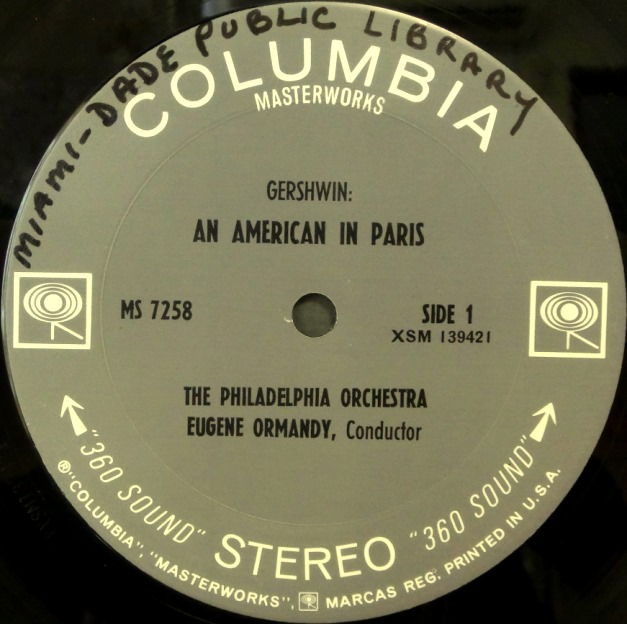 MIAMI-DADE PUBLIC LIBRARY
COLUMBIA
MASTERWORKS
GERSHWIN:
AN AMERICAN IN PARIS
MS 7258
SIDE 1
XSM 139421
THE PHILADELPHIA ORCHESTRA
EUGENE ORMANDY, Conductor
"360 SOUND" STEREO "360 SOUND"
®"COLUMBIA", "MASTERWORKS", MARCAS REG. PRINTED IN U.S.A.